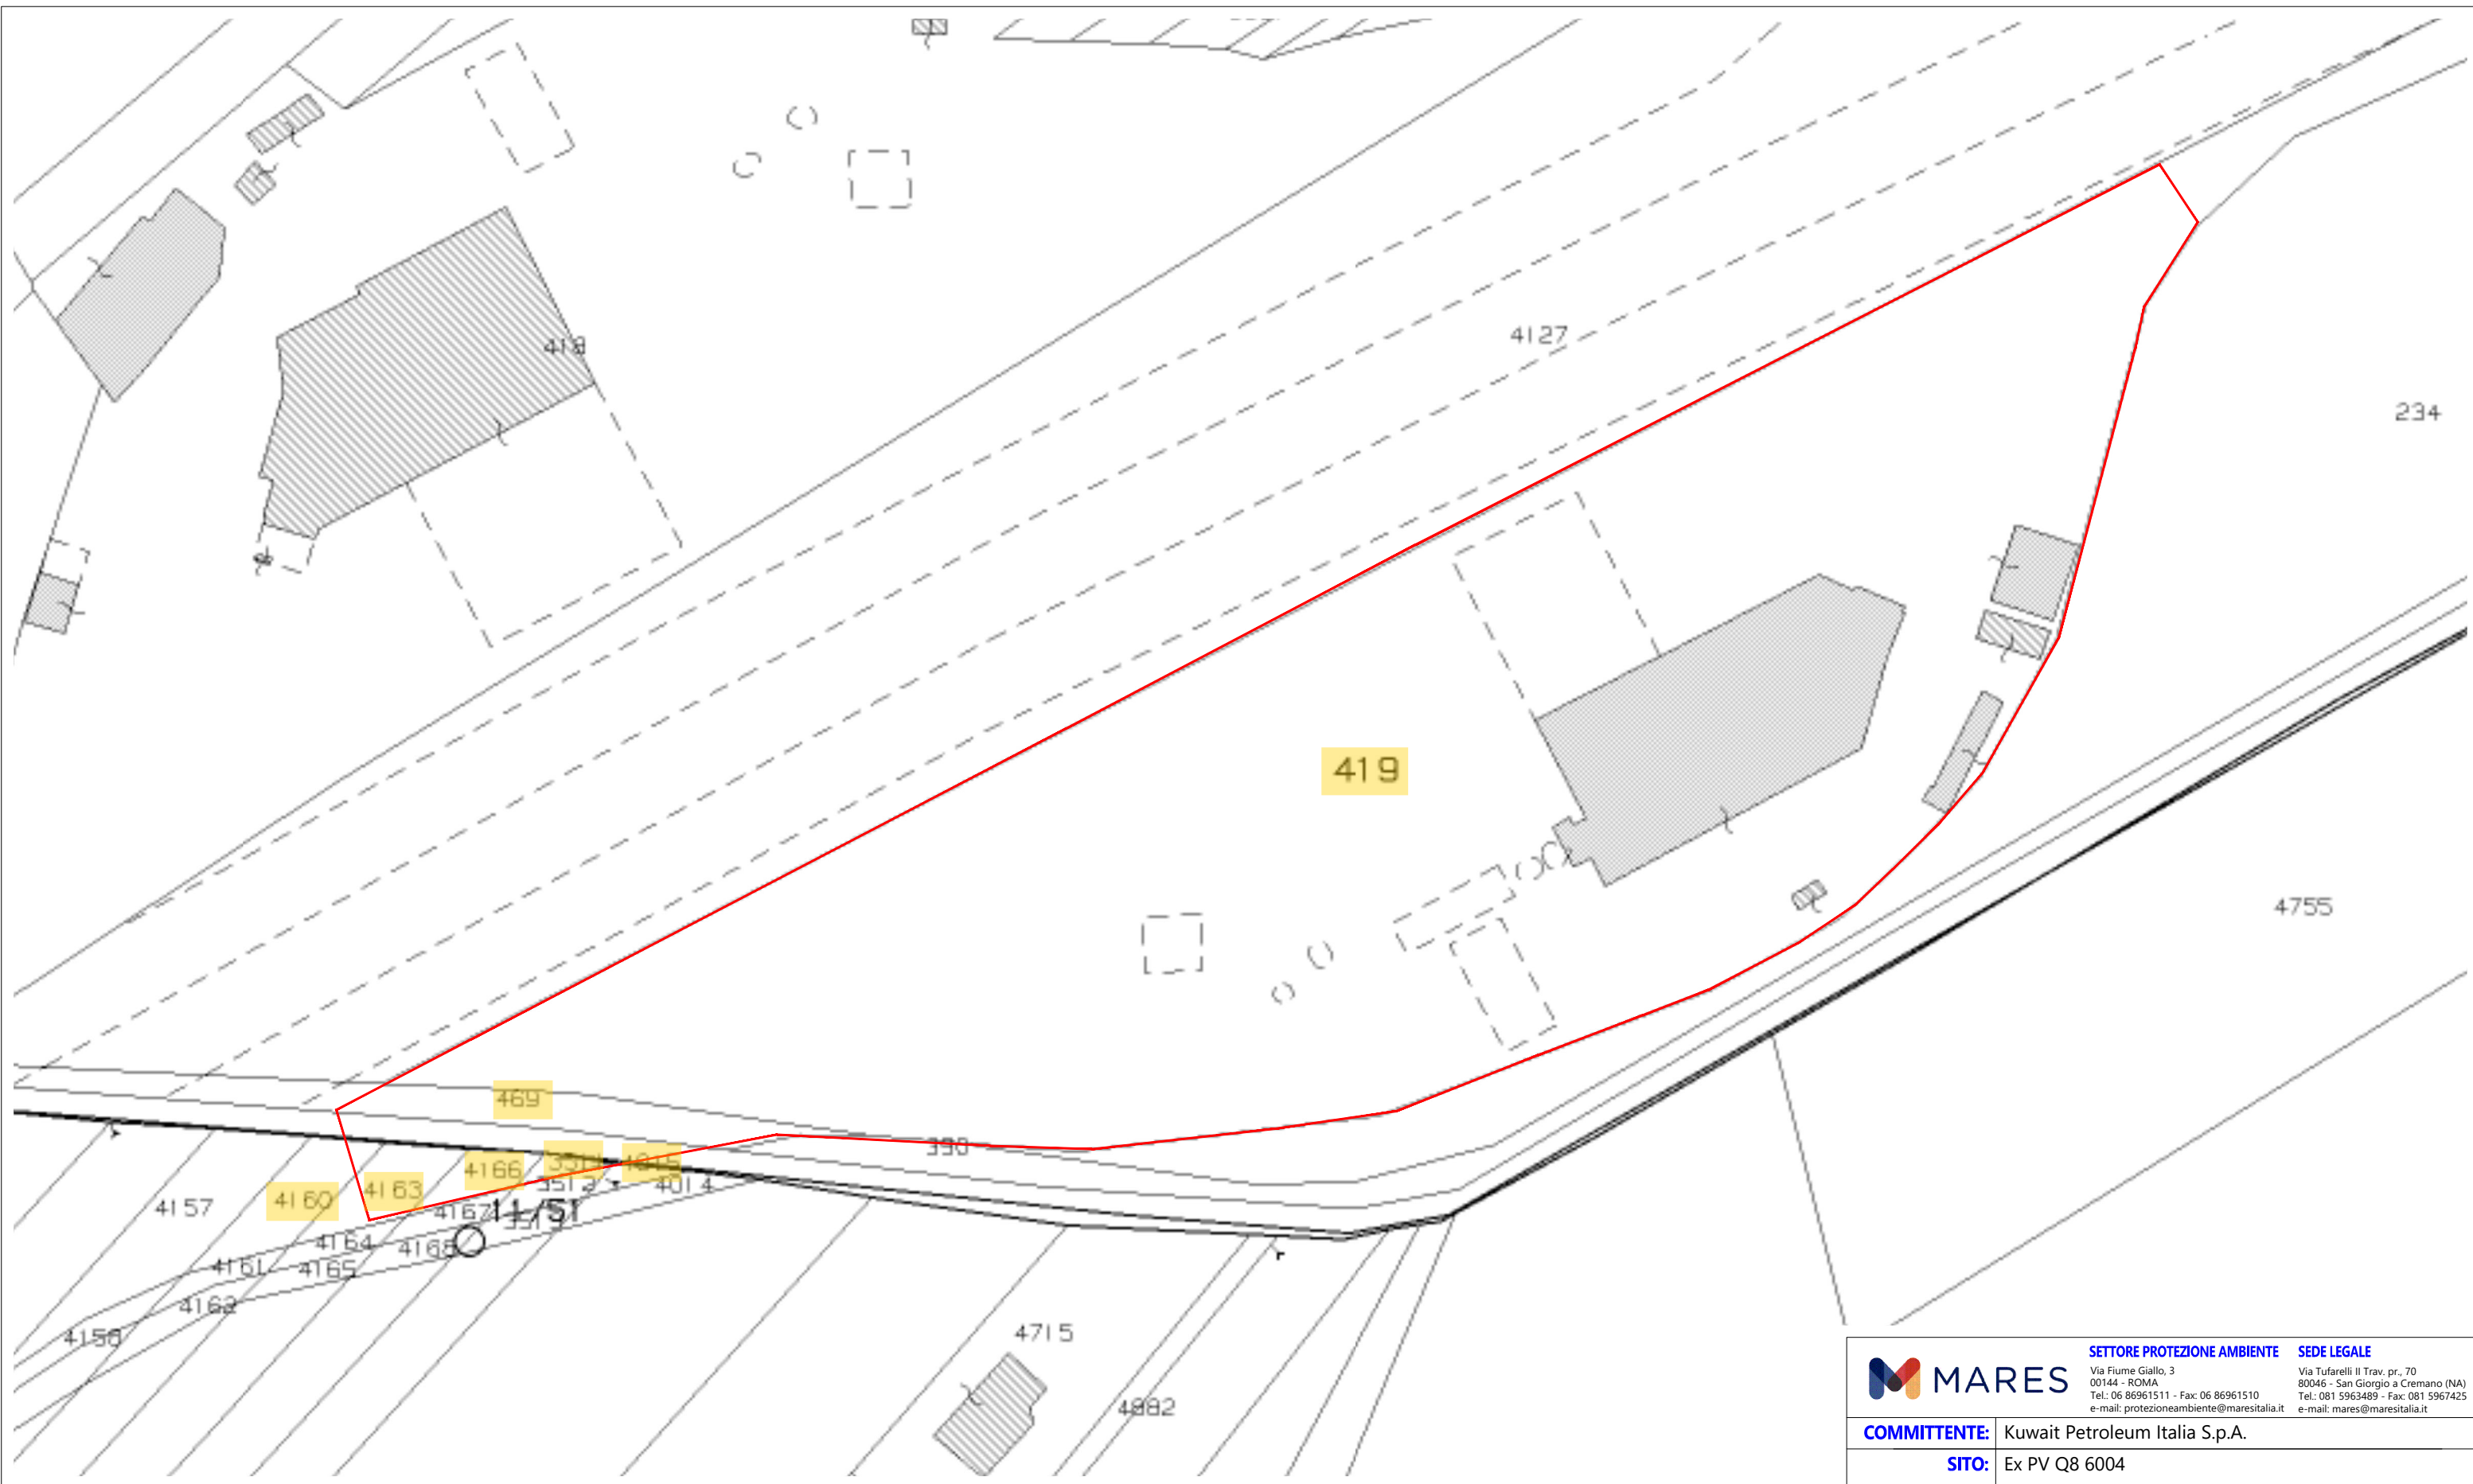 418
4127
234
419
4755
469
390
4166
4163
4160
4157
4014
4167
11/51
4164
4168
4161
4165
4162
4158
4715
4882
MARES
SETTORE PROTEZIONE AMBIENTE
Via Fiume Giallo, 3
00144 - ROMA
Tel.: 06 86961511 - Fax: 06 86961510
e-mail: protezioneambiente@maresitalia.it
SEDE LEGALE
Via Tufarelli II Trav. pr., 70
80046 - San Giorgio a Cremano (NA)
Tel.: 081 5963489 - Fax: 081 5967425
e-mail: mares@maresitalia.it
COMMITTENTE: Kuwait Petroleum Italia S.p.A.
SITO: Ex PV Q8 6004